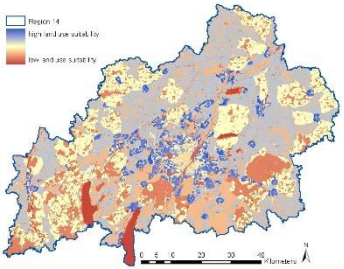 Region 14
high land use suitability
low land use suitability
0 5 10 20 30 40
Kilometers
N